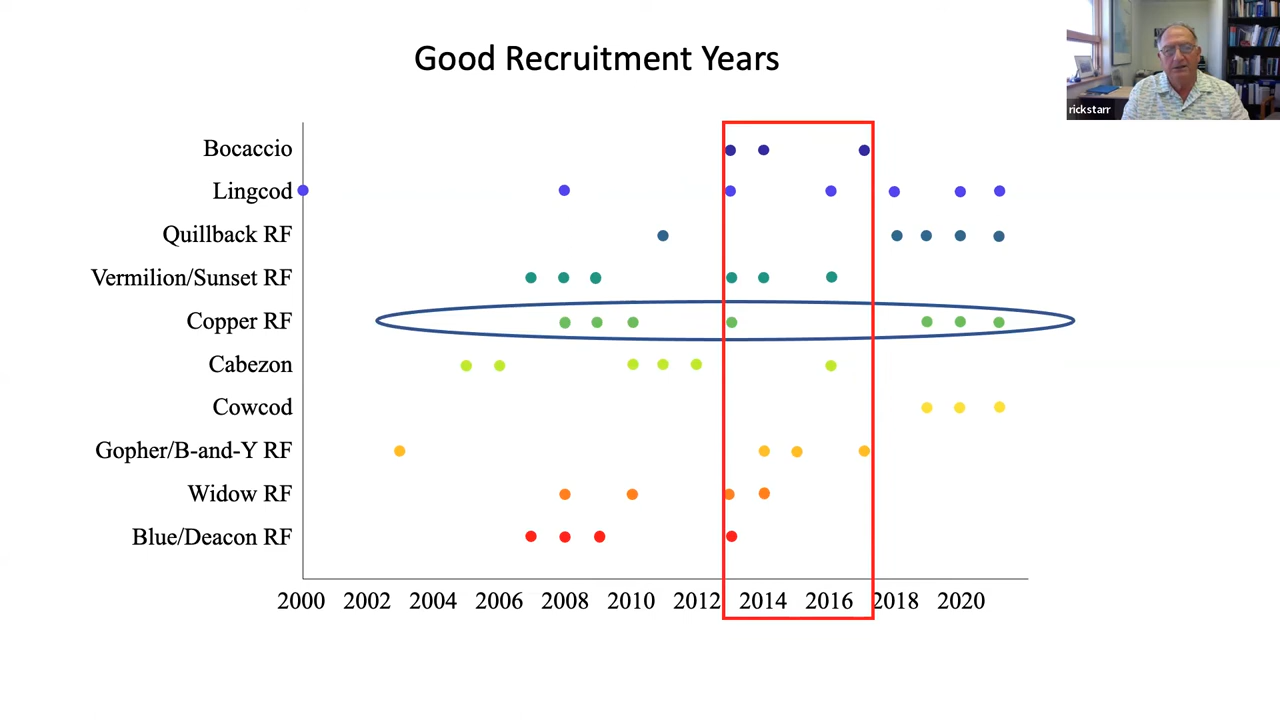 Good Recruitment Years
rickstarr
Bocaccio
Lingcod
Quillback RF
Vermilion/Sunset RF
Copper RF
Cabezon
Cowcod
Gopher/B-and-Y RF
Widow RF
Blue/Deacon RF
2000 2002 2004 2006 2008 2010 2012 2014 2016 2018 2020